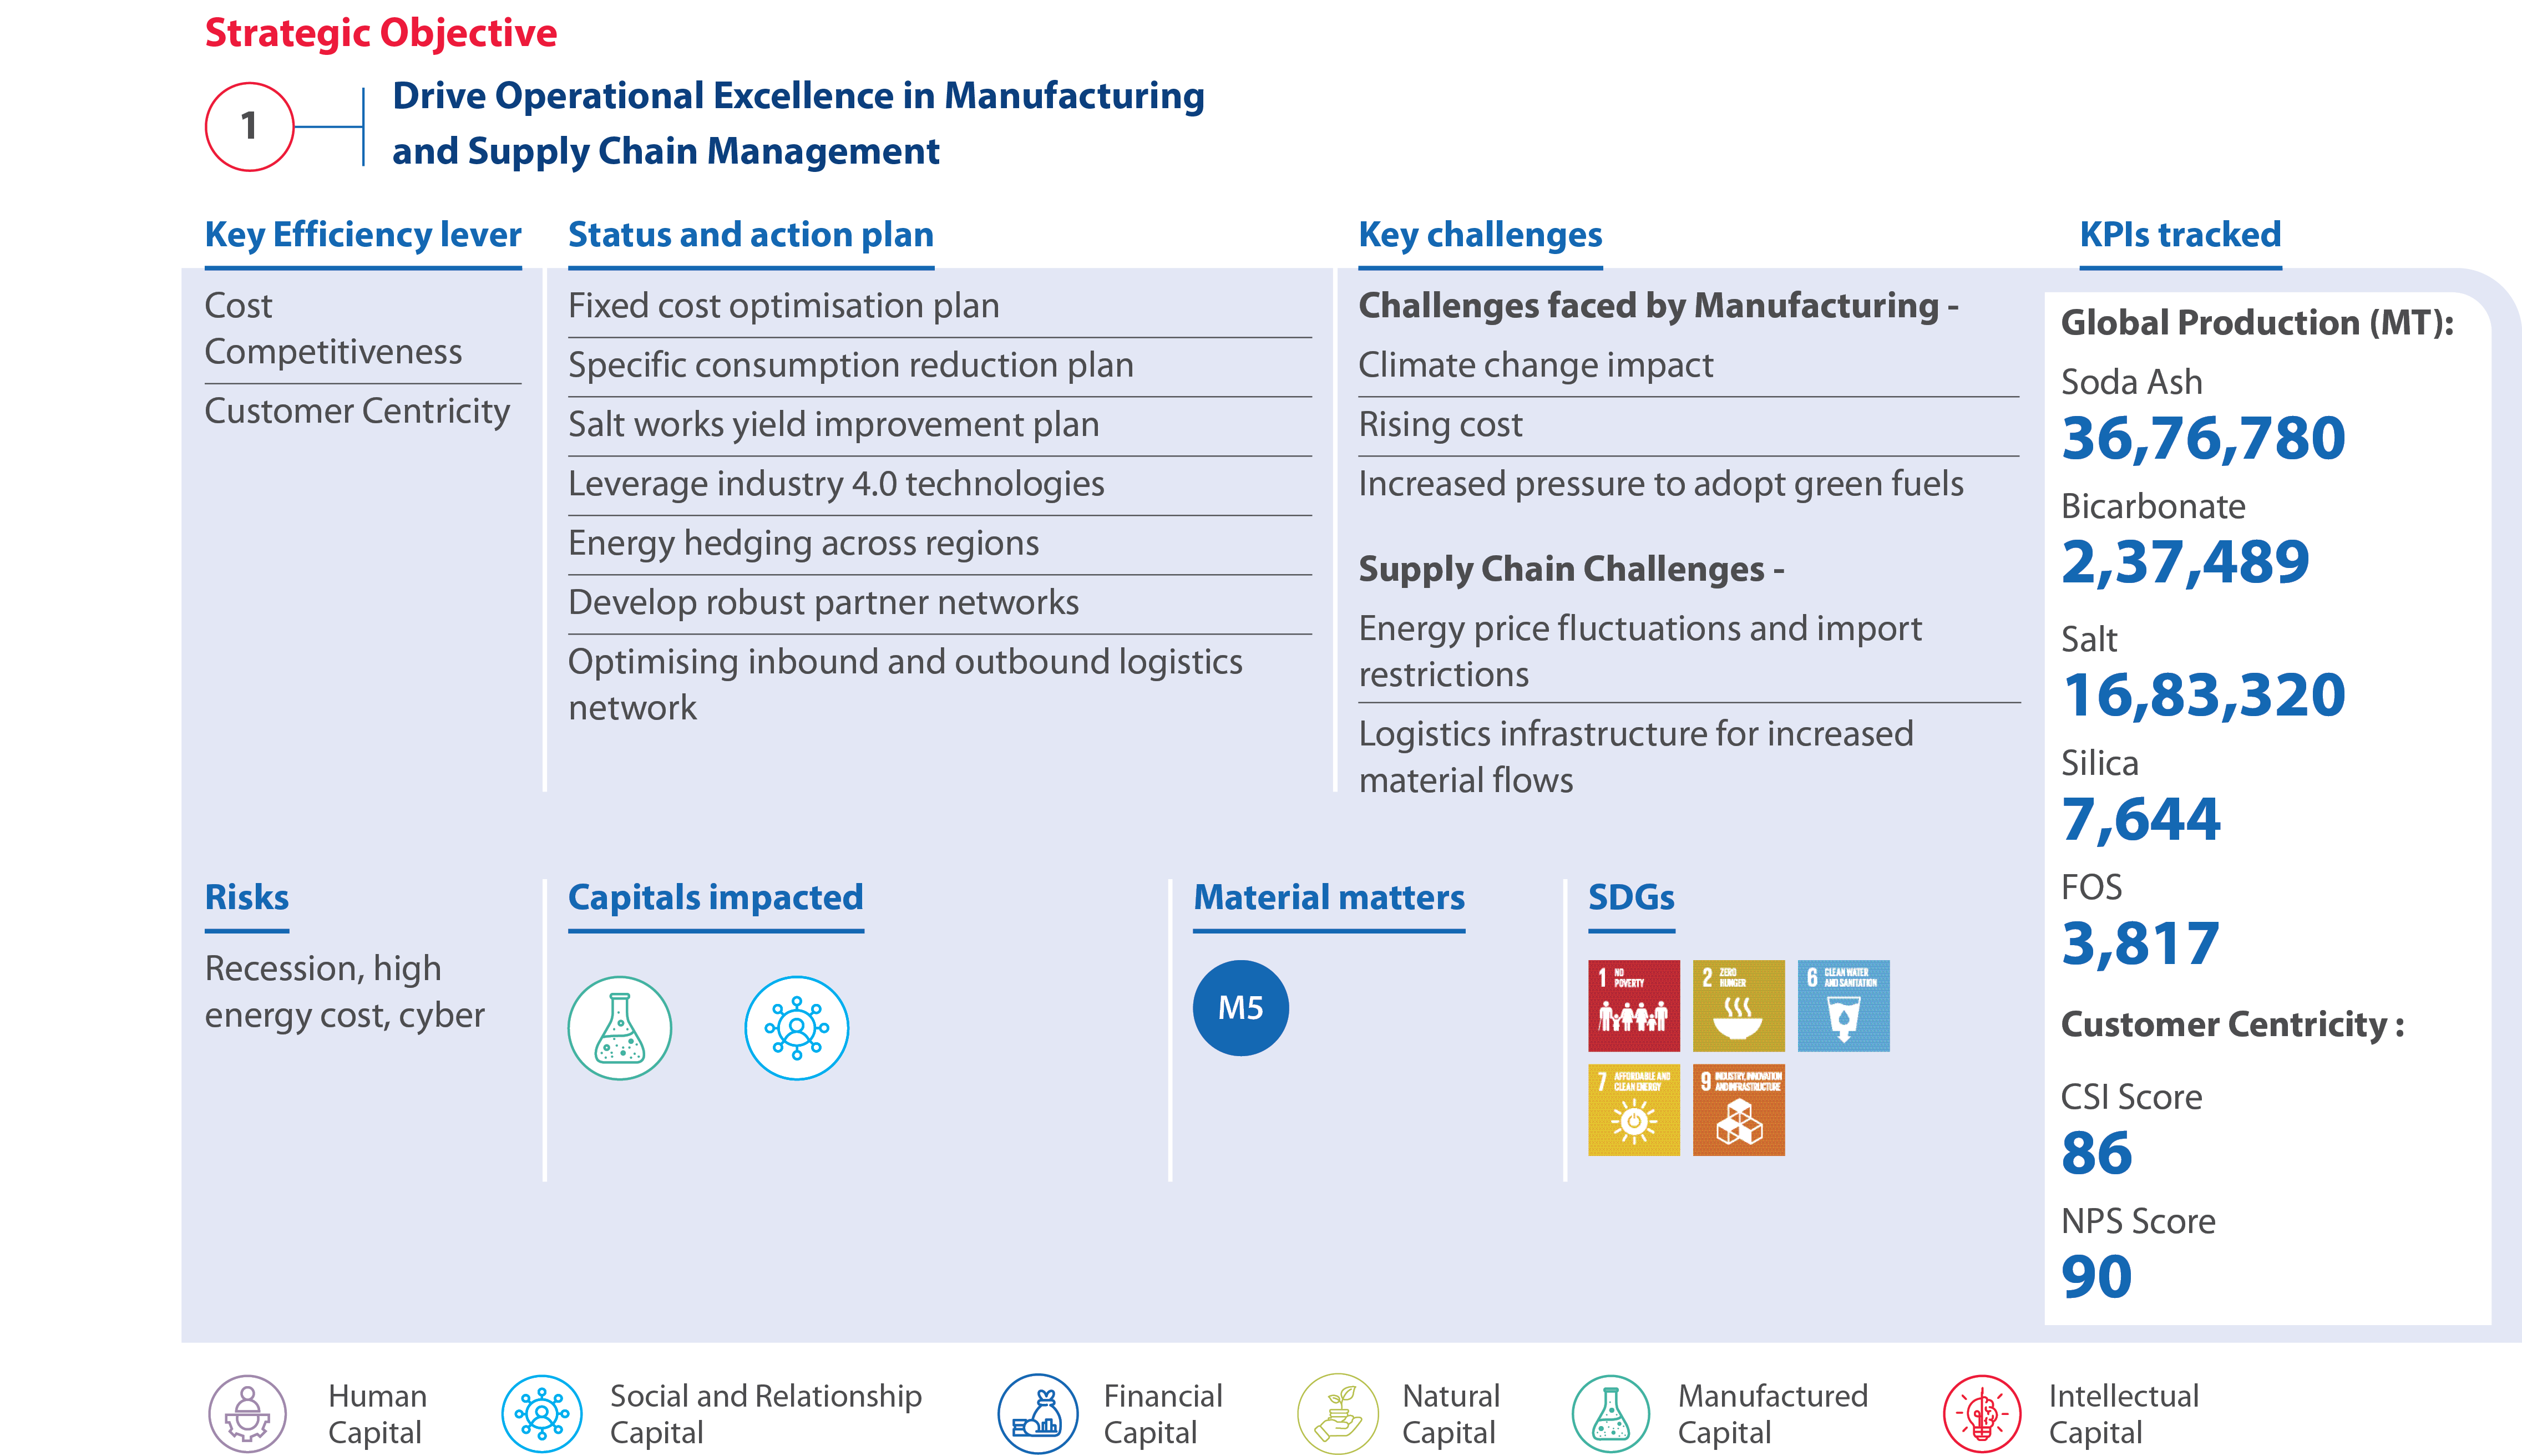 Strategic Objective
1
Drive Operational Excellence in Manufacturing
and Supply Chain Management
Key Efficiency lever
Cost
Competitiveness
Customer Centricity
Status and action plan
Fixed cost optimisation plan
Specific consumption reduction plan
Salt works yield improvement plan
Leverage industry 4.0 technologies
Energy hedging across regions
Develop robust partner networks
Optimising inbound and outbound logistics
network
Key challenges
Challenges faced by Manufacturing -
Climate change impact
Rising cost
Increased pressure to adopt green fuels
Supply Chain Challenges -
Energy price fluctuations and import
restrictions
Logistics infrastructure for increased
material flows
KPIs tracked
Global Production (MT):
Soda Ash
36,76,780
Bicarbonate
2,37,489
Salt
16,83,320
Silica
7,644
FOS
3,817
Customer Centricity :
CSI Score
86
NPS Score
90
Risks
Recession, high
energy cost, cyber
Capitals impacted
Material matters
M5
SDGs
1 NO
POVERTY
2 ZERO
HUNGER
6 CLEAN WATER
AND SANITATION
7 AFFORDABLE AND
CLEAN ENERGY
9 INDUSTRY, INNOVATION
AND INFRASTRUCTURE
Human
Capital
Social and Relationship
Capital
Financial
Capital
Natural
Capital
Manufactured
Capital
Intellectual
Capital